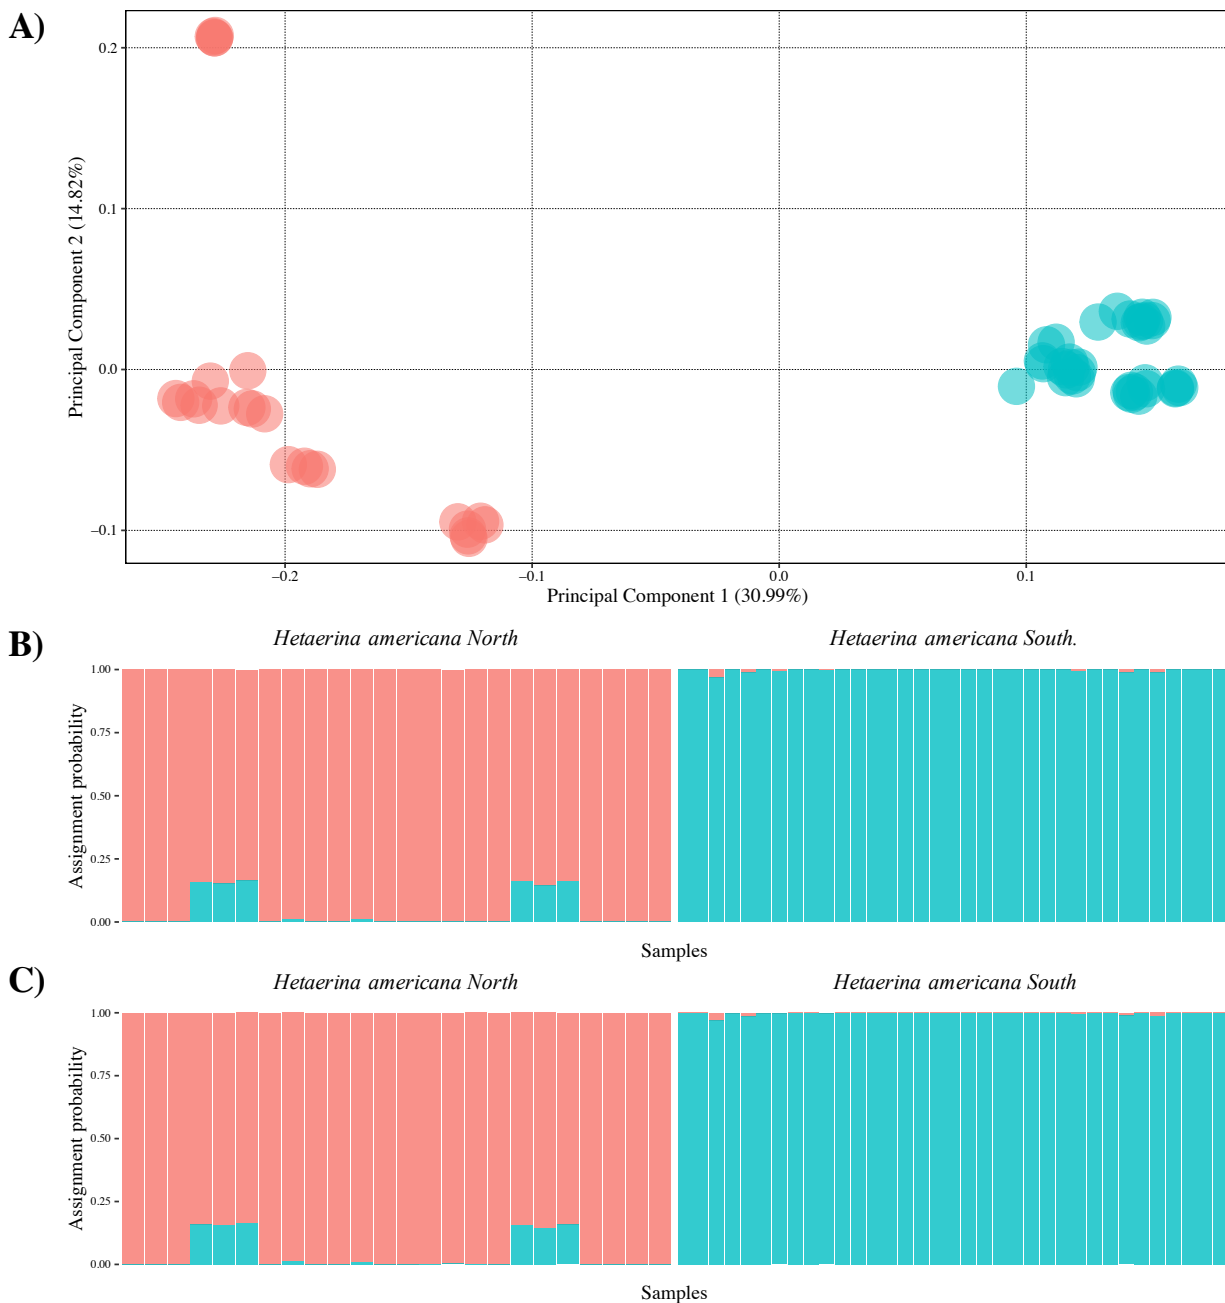 A)
Principal Component 2 (14.82%)
0.2
0.1
0.0
−0.1
−0.2
−0.1
0.0
0.1
Principal Component 1 (30.99%)
B)
Hetaerina americana North
Hetaerina americana South.
Assignment probability
1.00
0.75
0.50
0.25
0.00
Samples
C)
Hetaerina americana North
Hetaerina americana South
Assignment probability
1.00
0.75
0.50
0.25
0.00
Samples